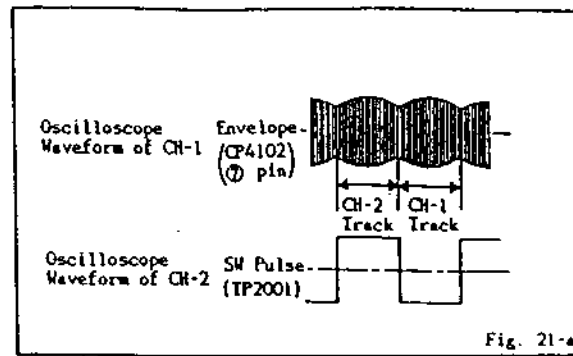 Oscilloscope
Waveform of CH-1
Envelope
(CP4102)
(⑦ pin)
CH-2
Track
CH-1
Track
Oscilloscope
Waveform of CH-2
SW Pulse
(TP2001)
Fig. 21-a